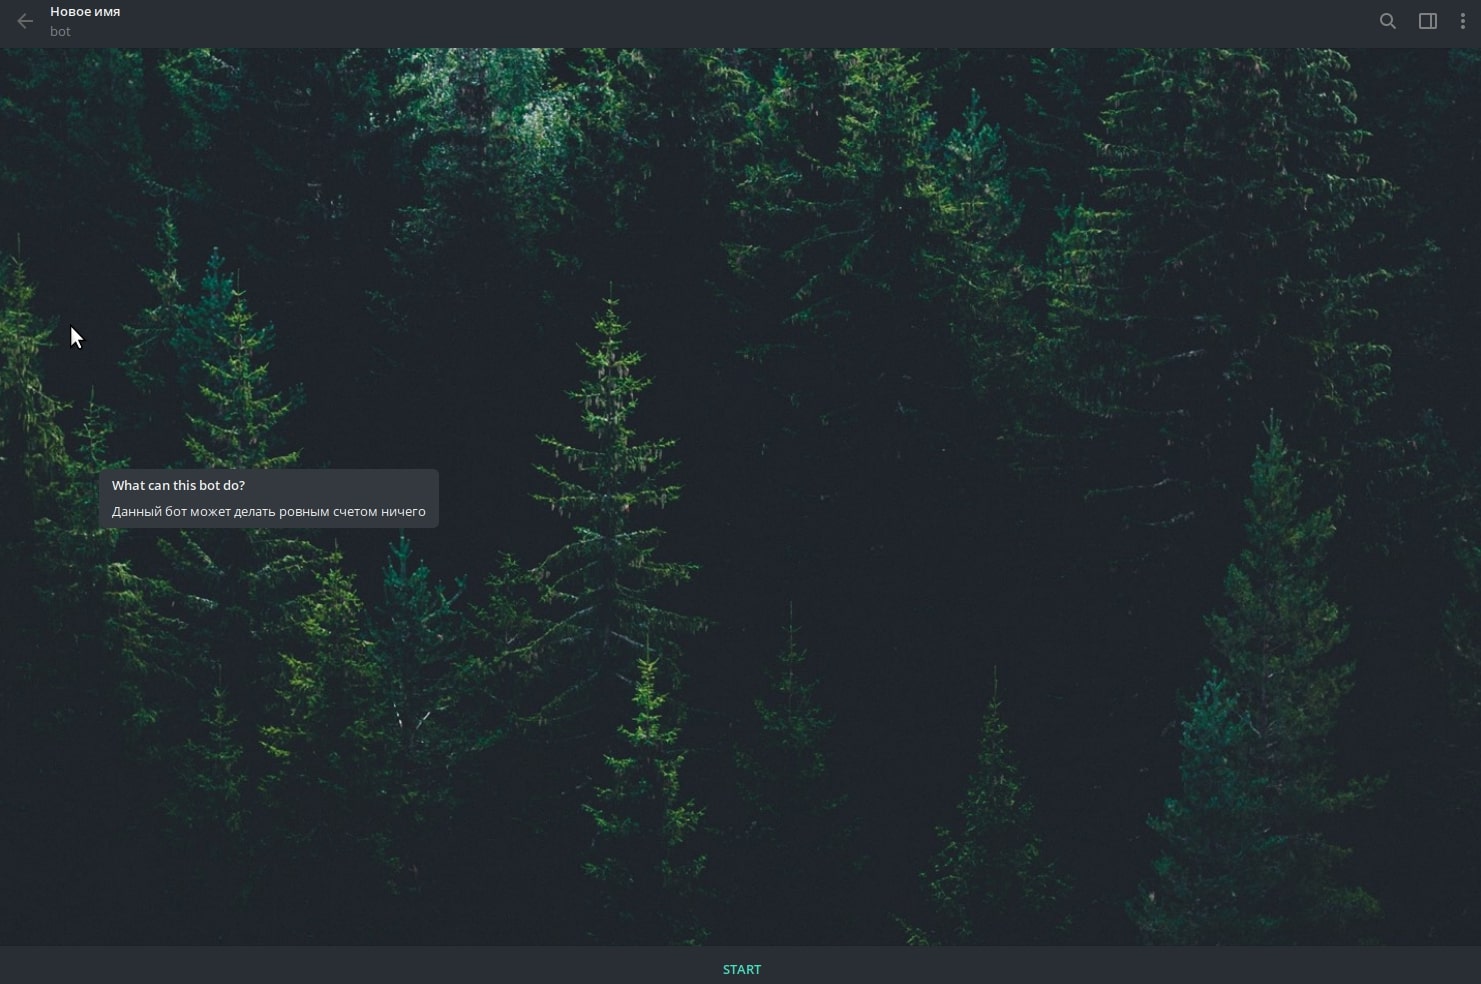 Новое имя
bot
What can this bot do?
Данный бот может делать ровным счетом ничего
START